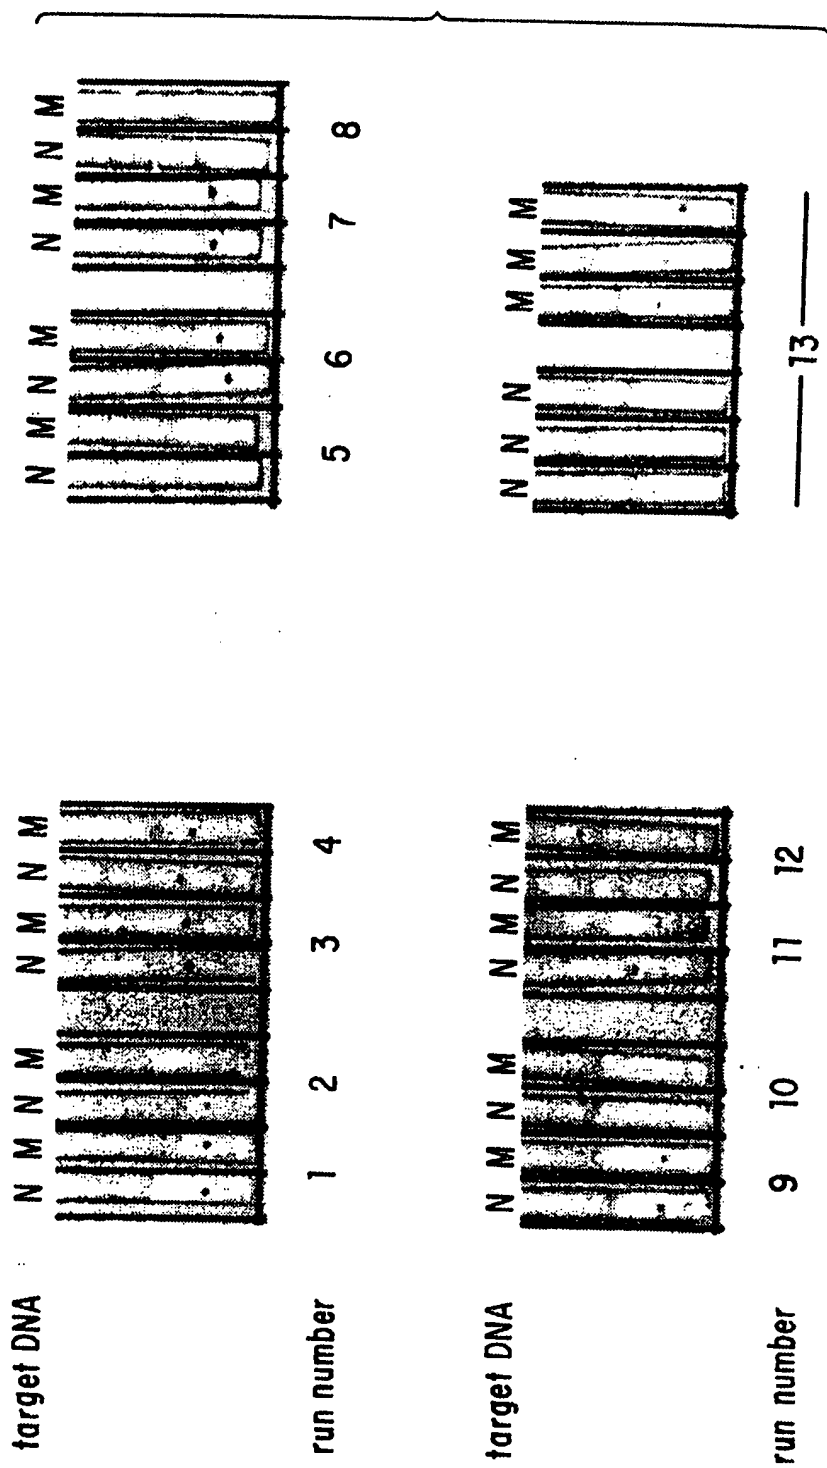 target DNA N M N M N M N M N M N M N M N M
run number 1 2 3 4 5 6 7 8
target DNA N M N M N M N M N N N M M M
run number 9 10 11 12 13